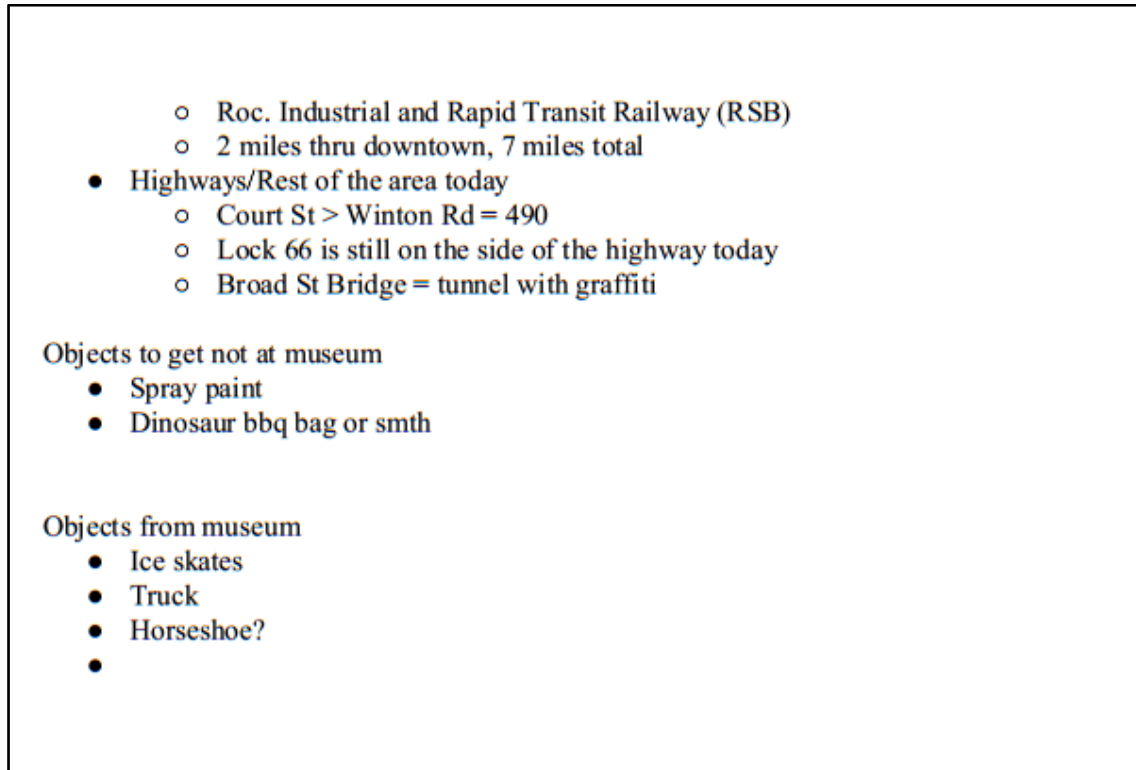 ○ Roc. Industrial and Rapid Transit Railway (RSB)
○ 2 miles thru downtown, 7 miles total
● Highways/Rest of the area today
○ Court St > Winton Rd = 490
○ Lock 66 is still on the side of the highway today
○ Broad St Bridge = tunnel with graffiti
Objects to get not at museum
● Spray paint
● Dinosaur bbq bag or smth
Objects from museum
● Ice skates
● Truck
● Horseshoe?
●